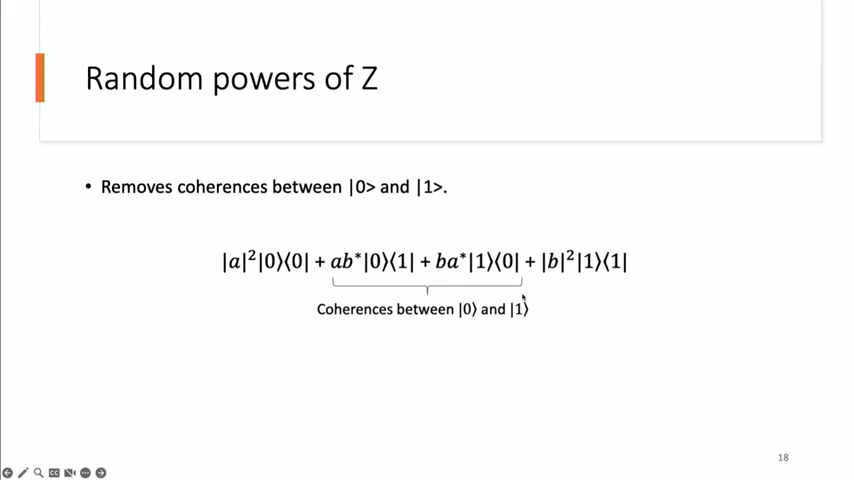 Random powers of Z
• Removes coherences between |0> and |1>.
|a|²|0⟩⟨0| + ab*|0⟩⟨1| + ba*|1⟩⟨0| + |b|²|1⟩⟨1|
Coherences between |0⟩ and |1⟩
18